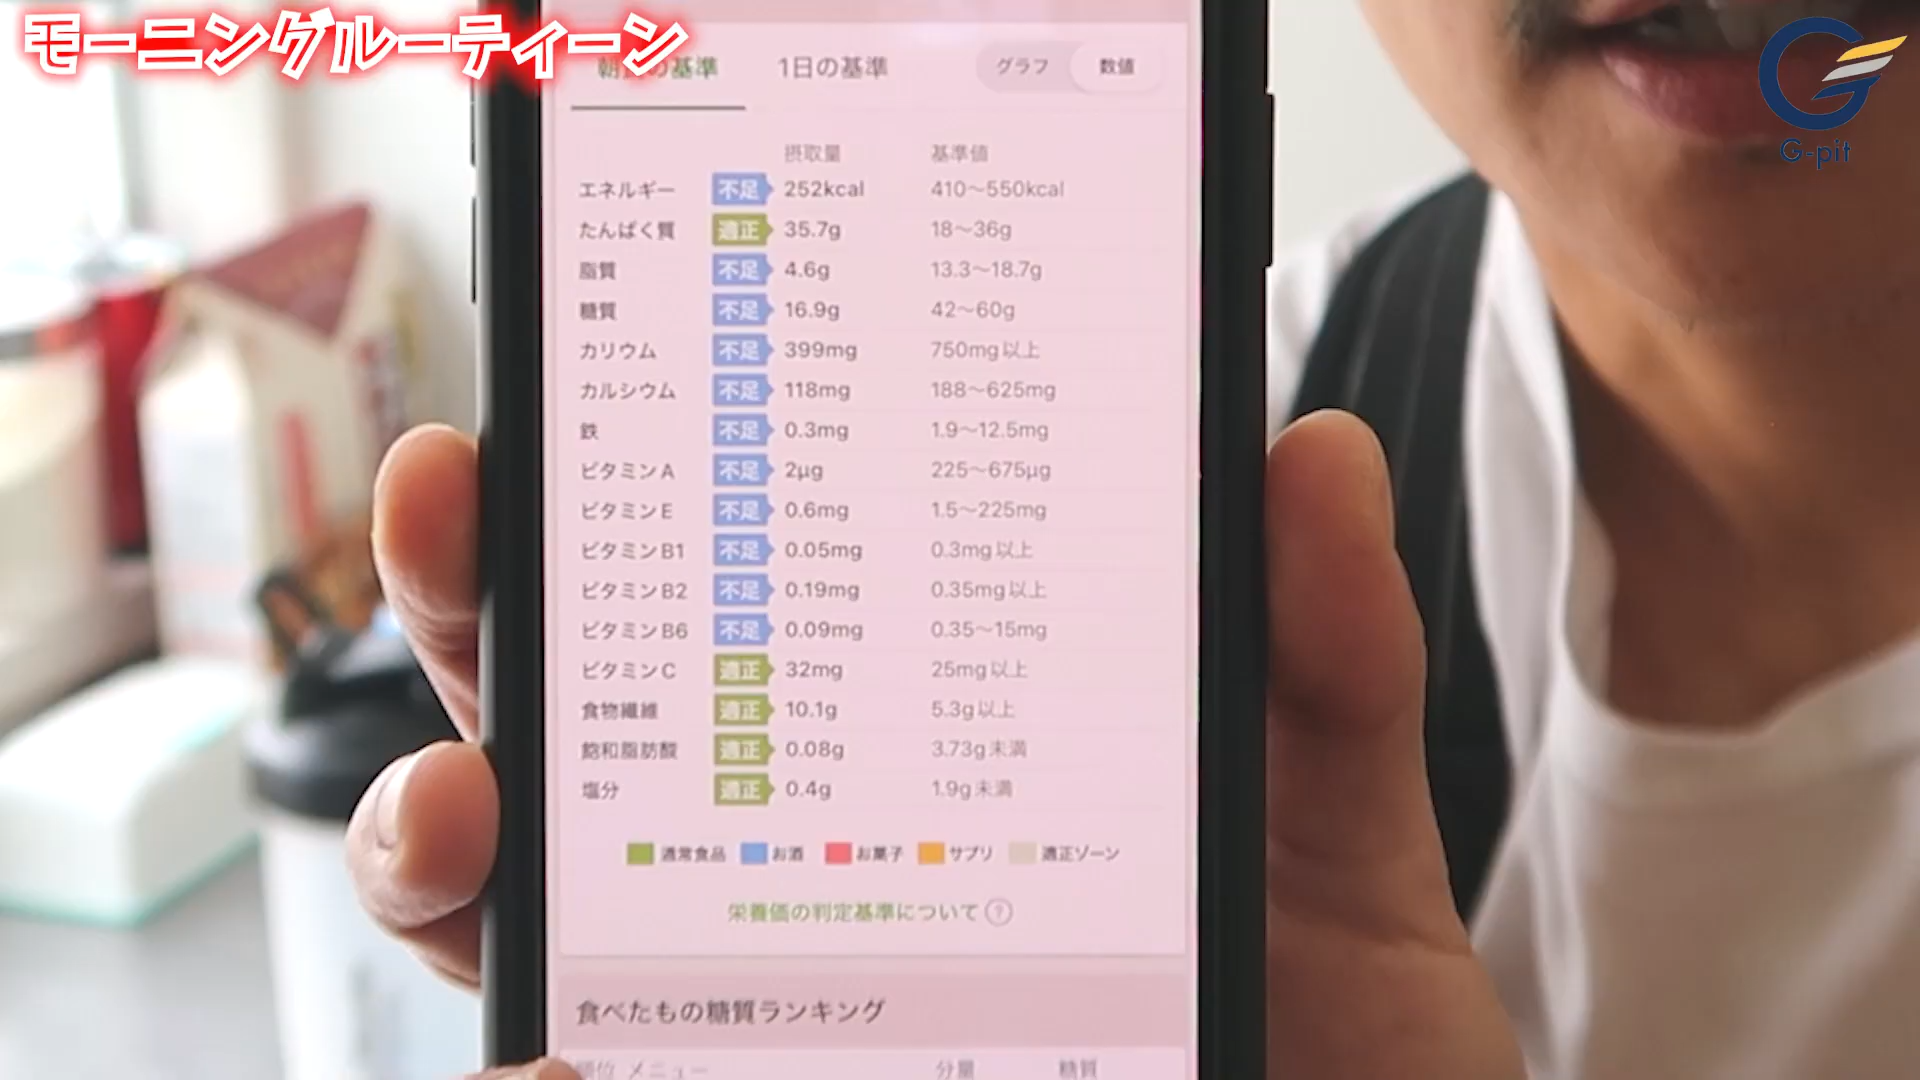 モーニングルーティーン
G-pit
朝食の基準 1日の基準 グラフ 数値
摂取量 基準値
エネルギー 不足 252kcal 410〜550kcal
たんぱく質 適正 35.7g 18〜36g
脂質 不足 4.6g 13.3〜18.7g
糖質 不足 16.9g 42〜60g
カリウム 不足 399mg 750mg以上
カルシウム 不足 118mg 188〜625mg
鉄 不足 0.3mg 1.9〜12.5mg
ビタミンA 不足 2μg 225〜675μg
ビタミンE 不足 0.6mg 1.5〜225mg
ビタミンB1 不足 0.05mg 0.3mg以上
ビタミンB2 不足 0.19mg 0.35mg以上
ビタミンB6 不足 0.09mg 0.35〜15mg
ビタミンC 適正 32mg 25mg以上
食物繊維 適正 10.1g 5.3g以上
飽和脂肪酸 適正 0.08g 3.73g未満
塩分 適正 0.4g 1.9g未満
通常食品 お酒 お菓子 サプリ 適正ゾーン
栄養価の判定基準について ?
食べたもの糖質ランキング
順位 メニュー 分量 糖質